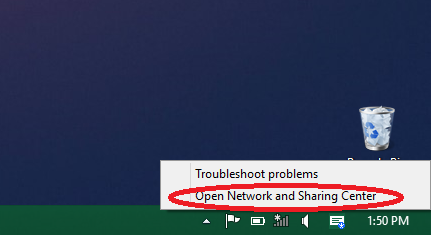 Troubleshoot problems
Open Network and Sharing Center
1:50 PM